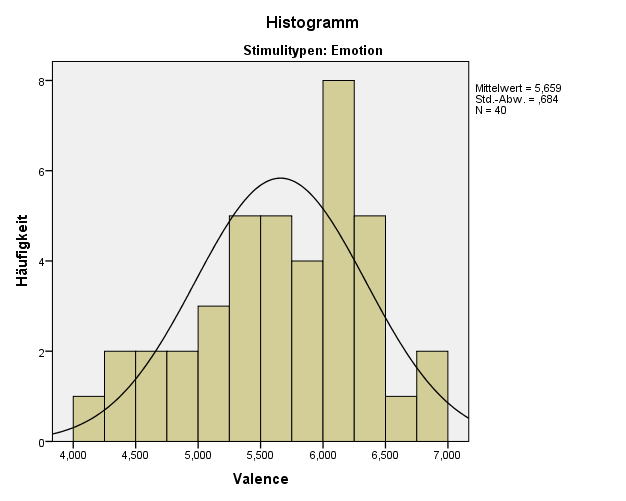 Histogramm
Stimulitypen: Emotion
Mittelwert = 5,659
Std.-Abw. = ,684
N = 40
Häufigkeit
8
6
4
2
0
4,000 4,500 5,000 5,500 6,000 6,500 7,000
Valence